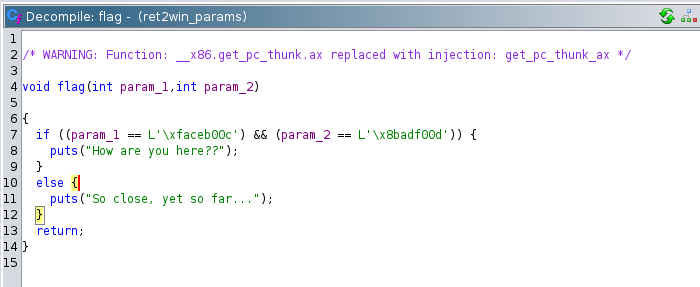 Decompile: flag - (ret2win_params)
1
2 /* WARNING: Function: __x86.get_pc_thunk.ax replaced with injection: get_pc_thunk_ax */
3
4 void flag(int param_1,int param_2)
5
6 {
7 if ((param_1 == L'\xfaceb00c') && (param_2 == L'\x8badf00d')) {
8 puts("How are you here??");
9 }
10 else {
11 puts("So close, yet so far...");
12 }
13 return;
14 }
15